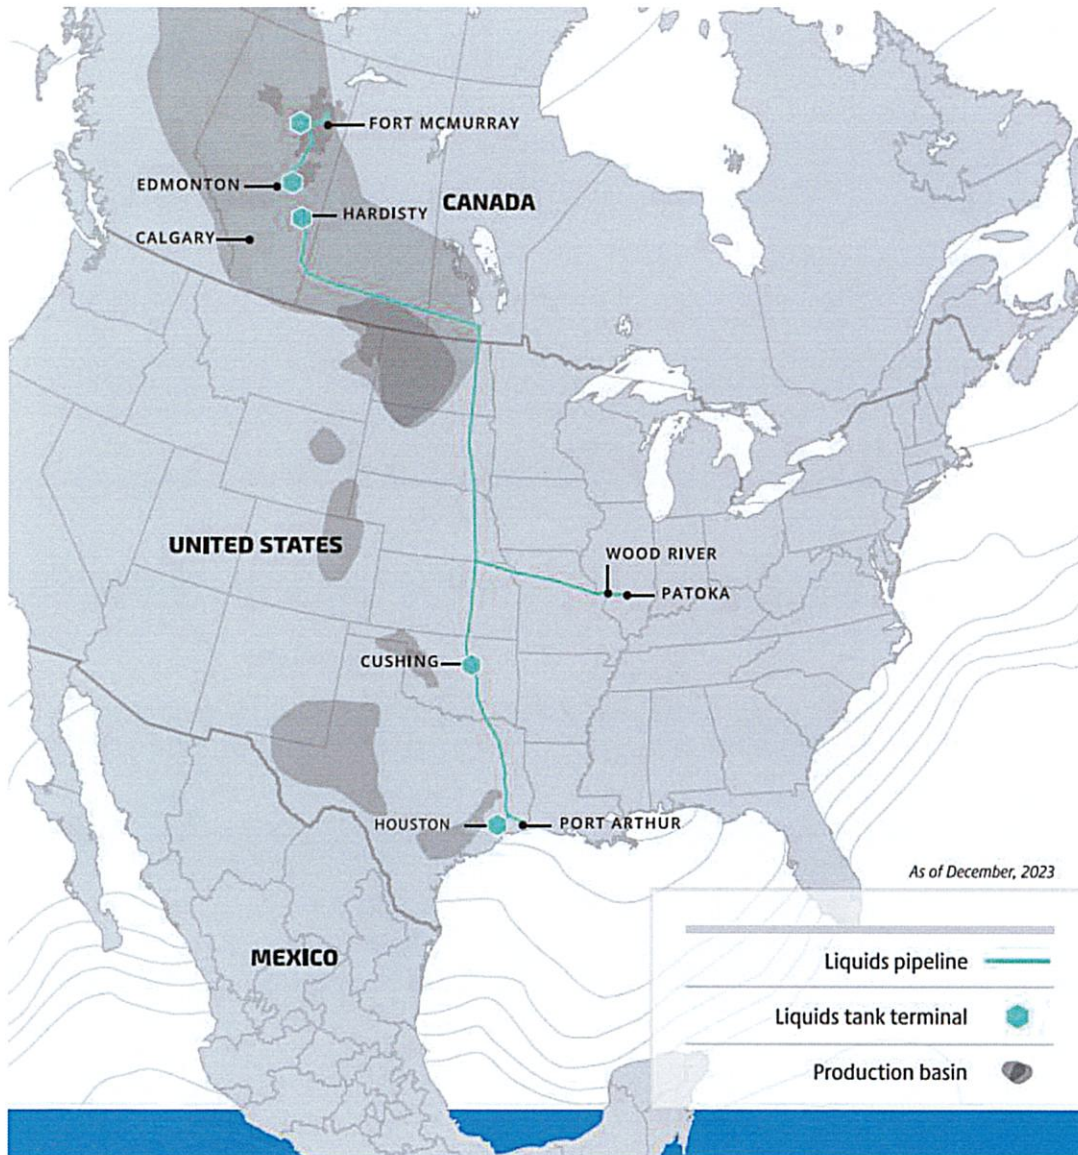 FORT MCMURRAY
EDMONTON
CANADA
HARDISTY
CALGARY
UNITED STATES
WOOD RIVER
PATOKA
CUSHING
HOUSTON
PORT ARTHUR
As of December, 2023
MEXICO
Liquids pipeline
Liquids tank terminal
Production basin